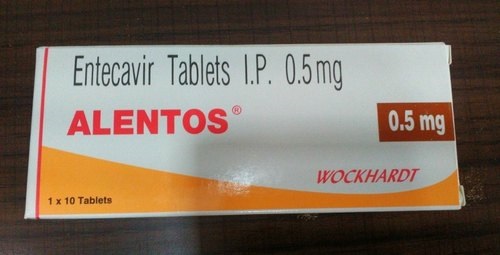 Entecavir Tablets I.P. 0.5mg
ALENTOS®
0.5 mg
WOCKHARDT
1 x 10 Tablets